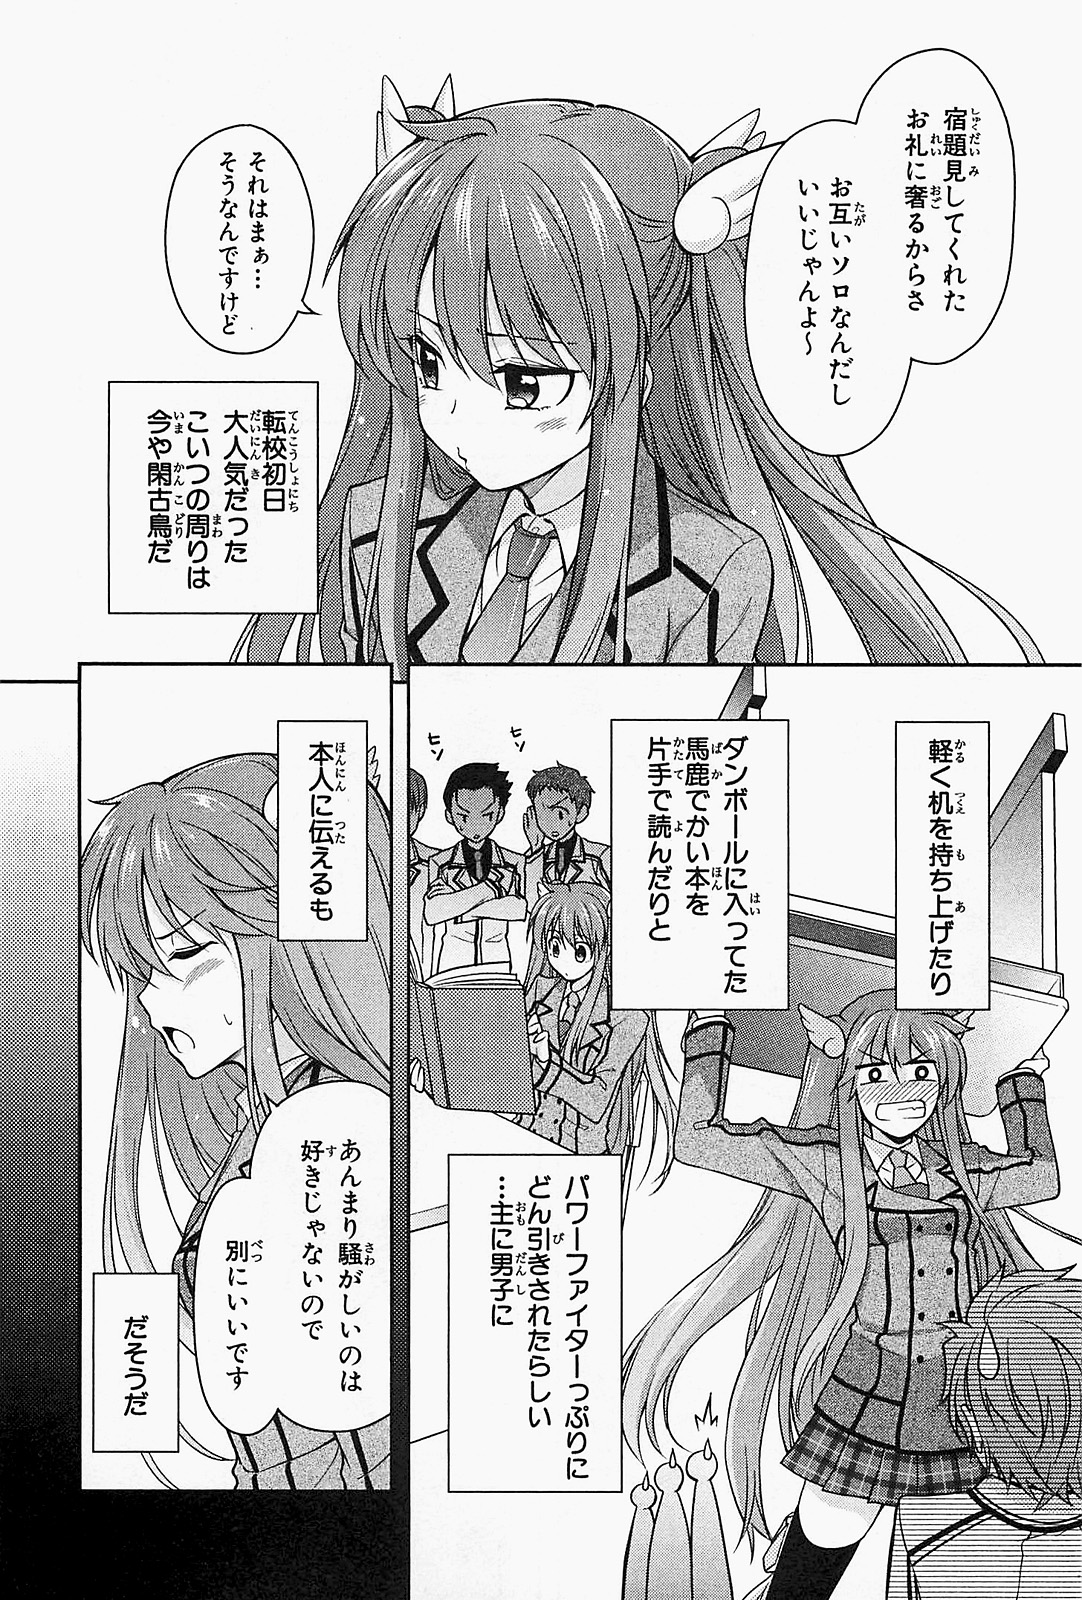 宿題見してくれた
お礼に奢るからさ
お互いソロなんだし
いいじゃんよ～
それはまぁ…
そうなんですけど
転校初日
大人気だった
こいつの周りは
今や閑古鳥だ
軽く机を持ち上げたり
ダンボールに入ってた
馬鹿でかい本を
片手で読んだりと
ヒソ
ヒソ
パワーファイターっぷりに
どん引きされたらしい
…主に男子に
本人に伝えるも
あんまり騒がしいのは
好きじゃないので
別にいいです
だそうだ